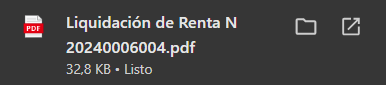 Liquidación de Renta N
PDF
20240006004.pdf
32,8 KB • Listo